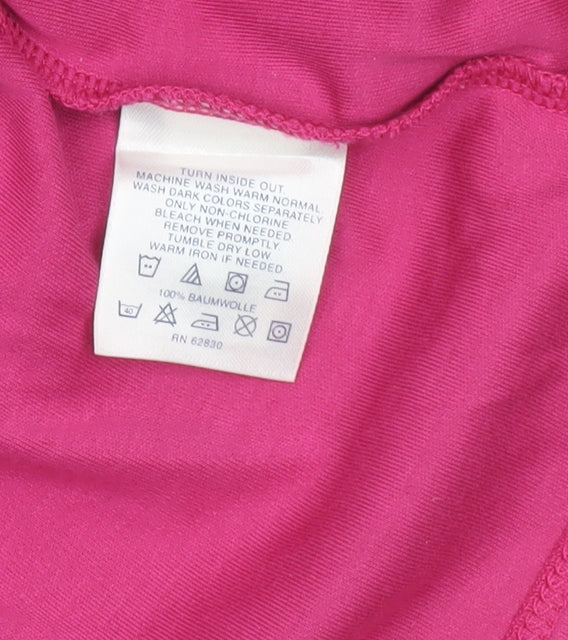 TURN INSIDE OUT.
MACHINE WASH WARM NORMAL.
WASH DARK COLORS SEPARATELY
ONLY NON-CHLORINE
BLEACH WHEN NEEDED.
REMOVE PROMPTLY.
TUMBLE DRY LOW
WARM IRON IF NEEDED.
100% BAUMWOLLE
40
RN 62830